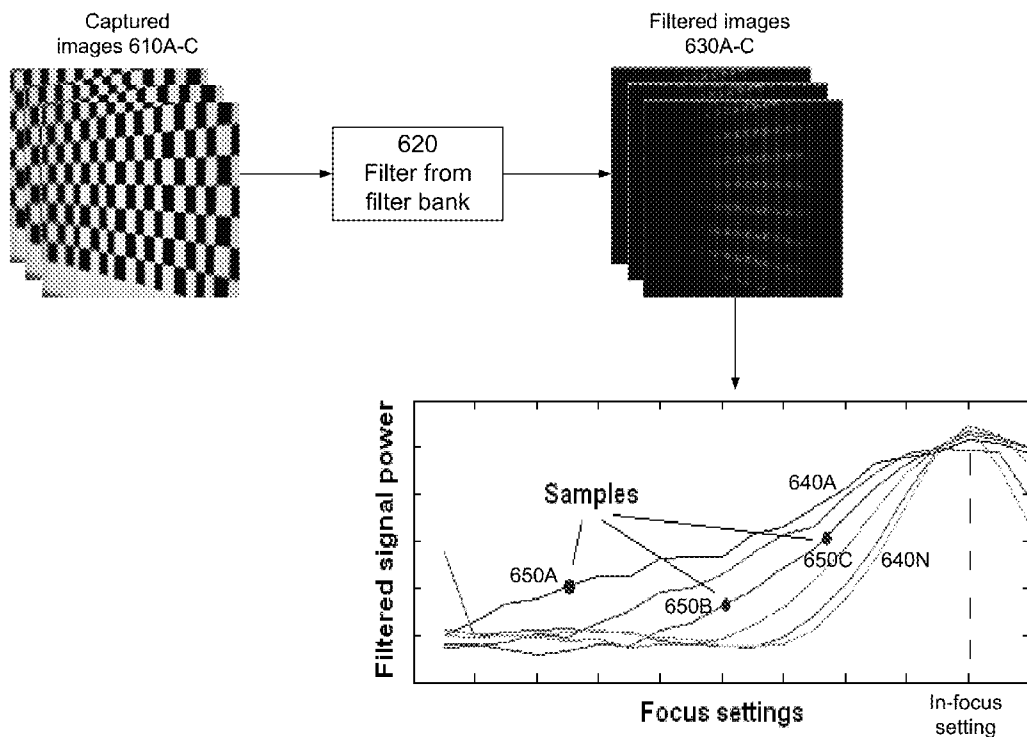 Captured
images 610A-C
Filtered images
630A-C
620
Filter from
filter bank
Filtered signal power
Samples
640A
650A
650B
650C
640N
Focus settings
In-focus
setting